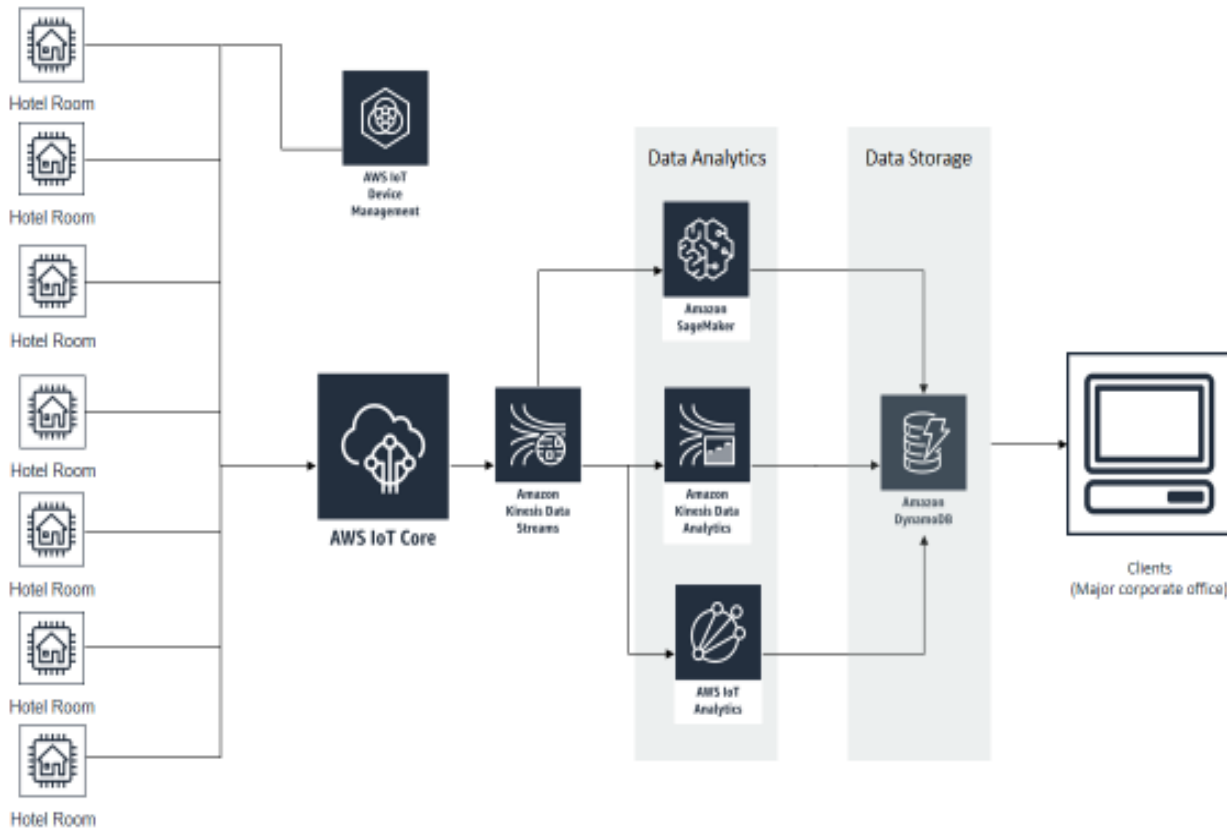 Hotel Room
Hotel Room
Hotel Room
Hotel Room
Hotel Room
Hotel Room
Hotel Room
AWS IoT
Device
Management
AWS IoT Core
Amazon
Kinesis Data
Streams
Data Analytics
Amazon
SageMaker
Amazon
Kinesis Data
Analytics
AWS IoT
Analytics
Data Storage
Amazon
DynamoDB
Clients
(Major corporate office)